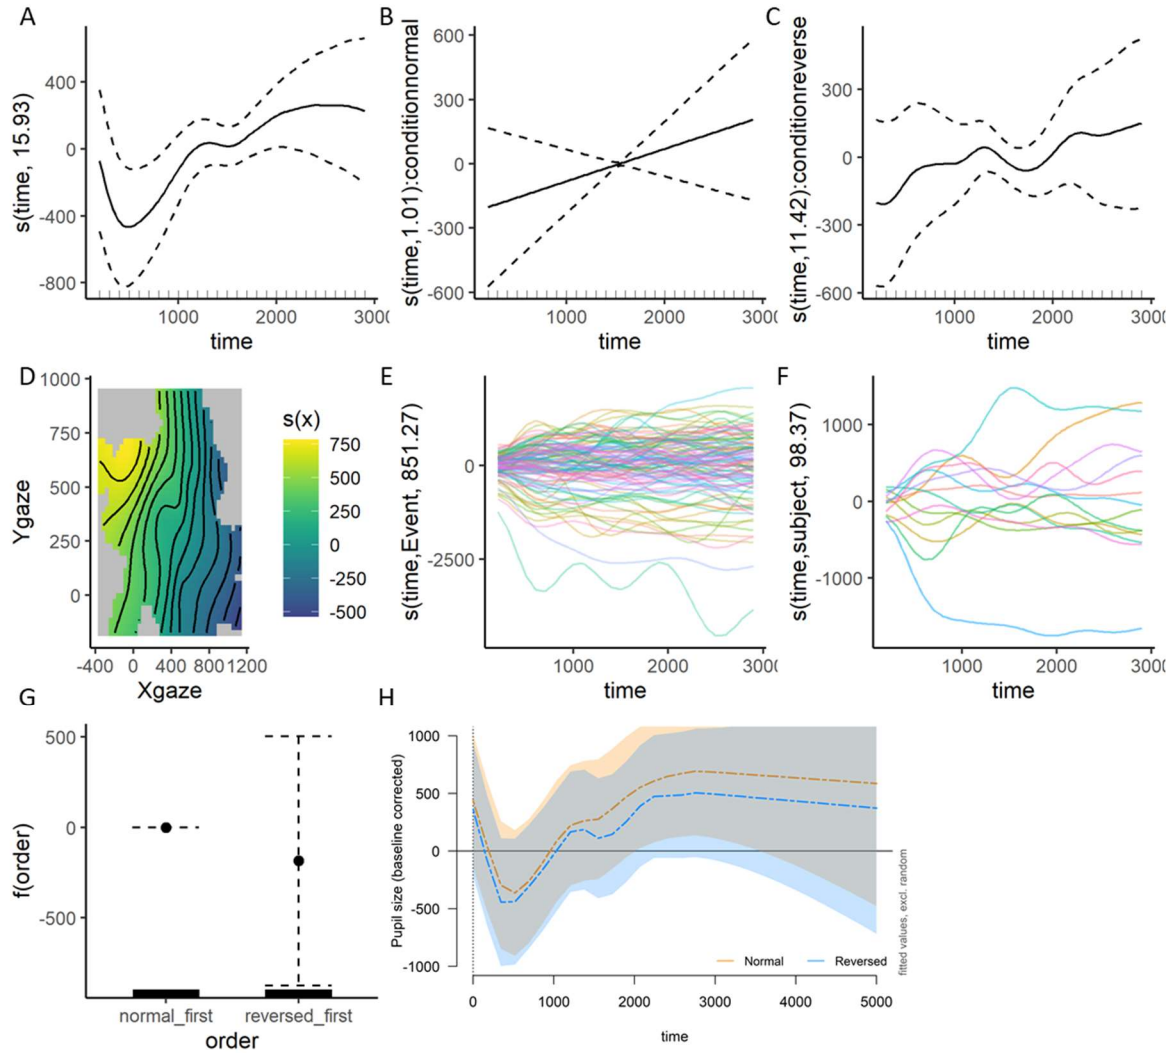 A
s(time, 15.93)
400
0
-400
-800
1000
2000
3000
time
B
s(time,1.01):conditionnormal
600
300
0
-300
-600
1000
2000
3000
time
C
s(time,11.42):conditionreverse
300
0
-300
-600
1000
2000
3000
time
D
Ygaze
1000
750
500
250
0
-400
0
400
800
1200
Xgaze
s(x)
750
500
250
0
-250
-500
E
s(time,Event, 851.27)
0
-2500
1000
2000
3000
time
F
s(time,subject, 98.37)
1000
0
-1000
1000
2000
3000
time
G
f(order)
500
0
-500
normal_first
reversed_first
order
H
Pupil size (baseline corrected)
1000
500
0
-500
-1000
0
1000
2000
3000
4000
5000
time
Normal
Reversed
fitted values, excl. random